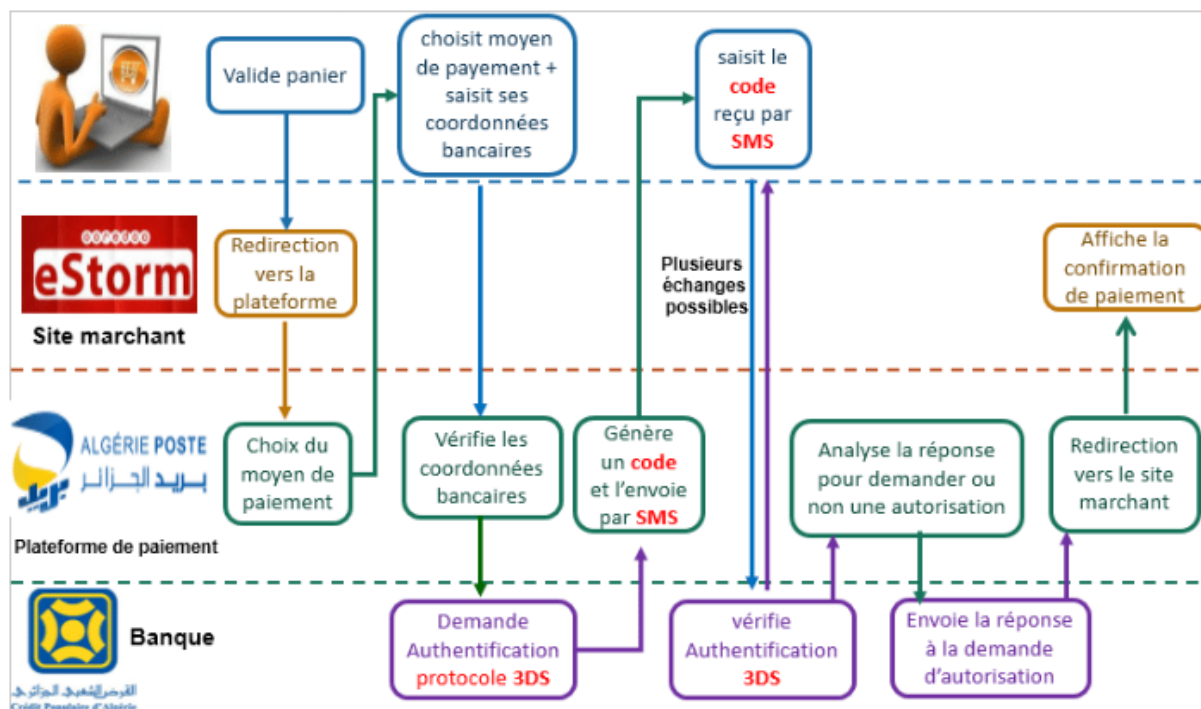 Valide panier
choisit moyen
de payement +
saisit ses
coordonnées
bancaires
saisit le
code
reçu par
SMS
ooredoo
eStorm
Site marchant
Redirection
vers la
plateforme
Plusieurs
échanges
possibles
Affiche la
confirmation
de paiement
ALGÉRIE POSTE
بريد الجزائر
بريد
Plateforme de paiement
Choix du
moyen de
paiement
Vérifie les
coordonnées
bancaires
Génère
un code
et l'envoie
par SMS
Analyse la réponse
pour demander ou
non une autorisation
Redirection
vers le site
marchant
Banque
القرض الشعبي الجزائري
Crédit Populaire d'Algérie
Demande
Authentification
protocole 3DS
vérifie
Authentification
3DS
Envoie la réponse
à la demande
d'autorisation